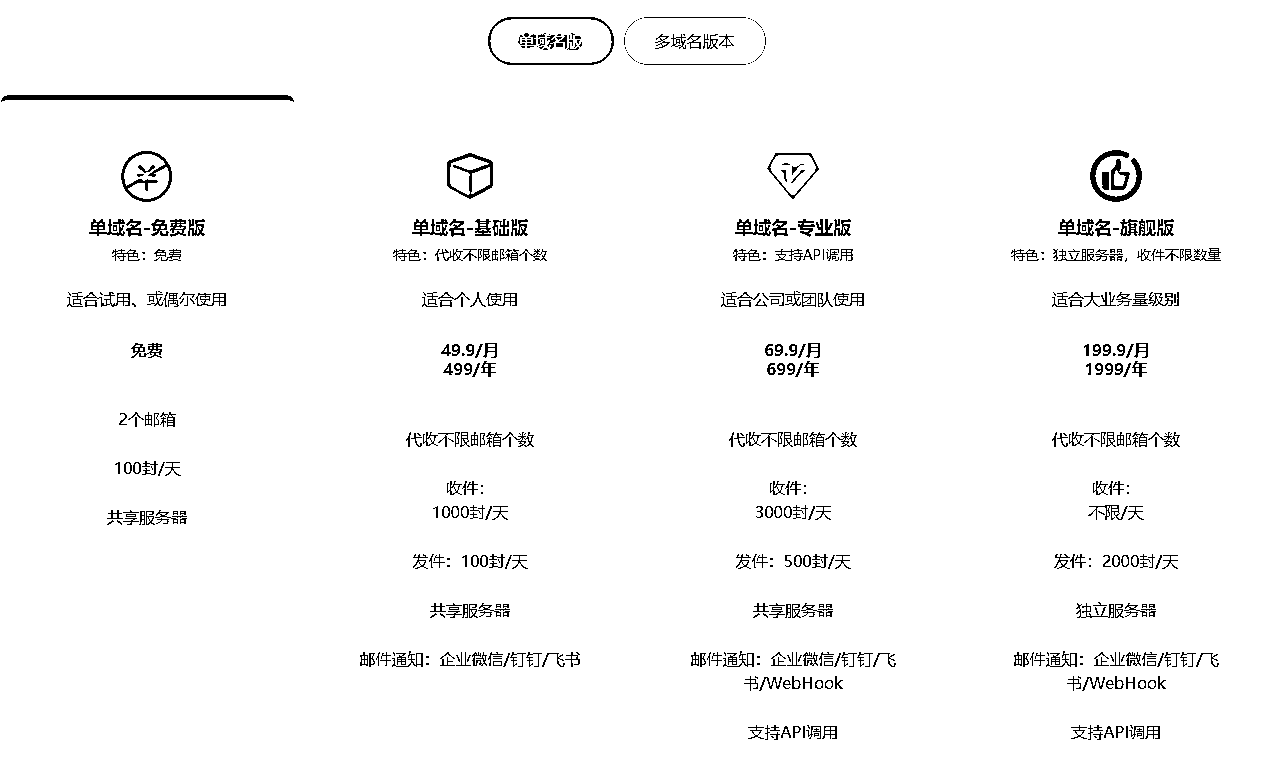 单域名版
多域名版本
单域名-免费版
特色：免费
适合试用、或偶尔使用
免费
2个邮箱
100封/天
共享服务器
单域名-基础版
特色：代收不限邮箱个数
适合个人使用
49.9/月
499/年
代收不限邮箱个数
收件：
1000封/天
发件：100封/天
共享服务器
邮件通知：企业微信/钉钉/飞书
单域名-专业版
特色：支持API调用
适合公司或团队使用
69.9/月
699/年
代收不限邮箱个数
收件：
3000封/天
发件：500封/天
共享服务器
邮件通知：企业微信/钉钉/飞
书/WebHook
支持API调用
单域名-旗舰版
特色：独立服务器，收件不限数量
适合大业务量级别
199.9/月
1999/年
代收不限邮箱个数
收件：
不限/天
发件：2000封/天
独立服务器
邮件通知：企业微信/钉钉/飞
书/WebHook
支持API调用